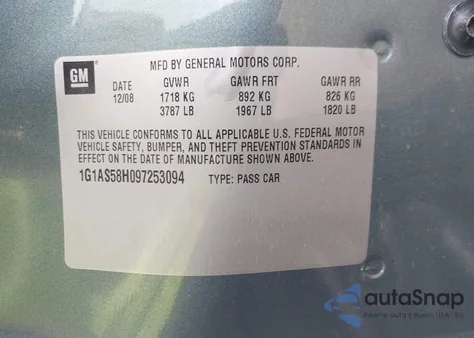 GM
MFD BY GENERAL MOTORS CORP.
DATE GVWR GAWR FRT GAWR RR
12/08 1718 KG 892 KG 826 KG
3787 LB 1967 LB 1820 LB
THIS VEHICLE CONFORMS TO ALL APPLICABLE U.S. FEDERAL MOTOR
VEHICLE SAFETY, BUMPER, AND THEFT PREVENTION STANDARDS IN
EFFECT ON THE DATE OF MANUFACTURE SHOWN ABOVE.
1G1AS58H097253094 TYPE: PASS CAR
autoSnap